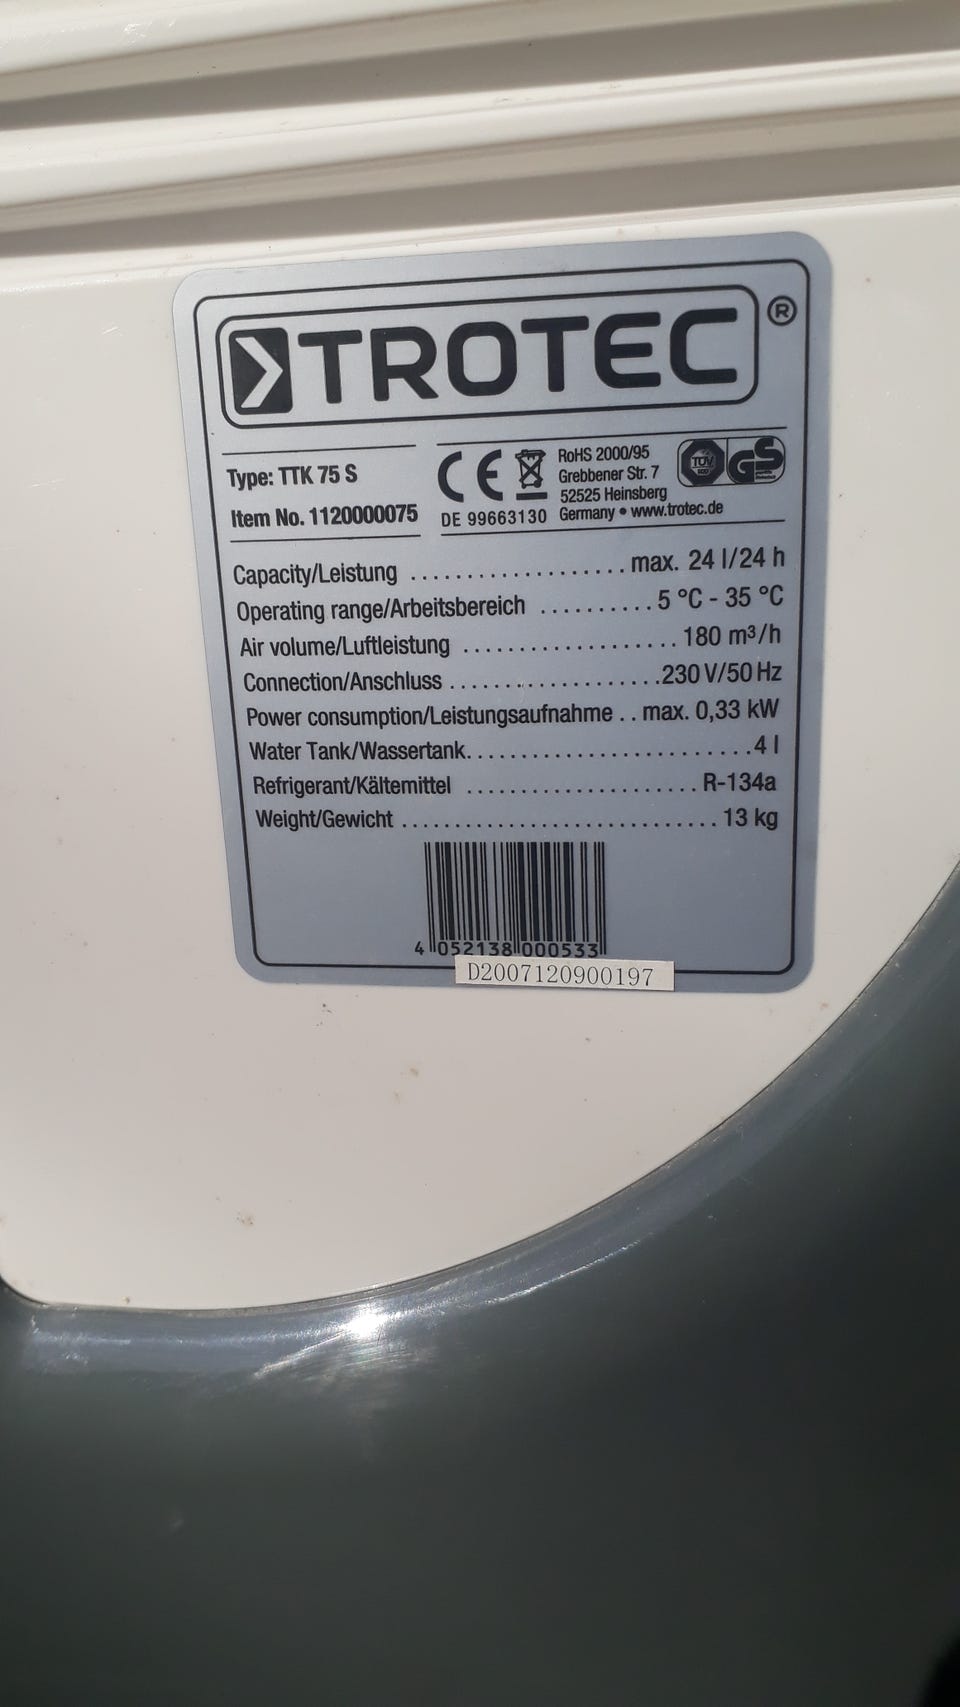 TROTEC ®
Type: TTK 75 S
Item No. 1120000075
CE
DE 99663130
RoHS 2000/95
Grebbener Str. 7
52525 Heinsberg
Germany • www.trotec.de
TÜV
GS
Capacity/Leistung ................... max. 24 l/24 h
Operating range/Arbeitsbereich .......... 5 °C - 35 °C
Air volume/Luftleistung ................... 180 m³/h
Connection/Anschluss ................... 230 V/50 Hz
Power consumption/Leistungsaufnahme .. max. 0,33 kW
Water Tank/Wassertank.......................... 4 l
Refrigerant/Kältemittel ..................... R-134a
Weight/Gewicht ............................. 13 kg
4 052138 000533
D2007120900197